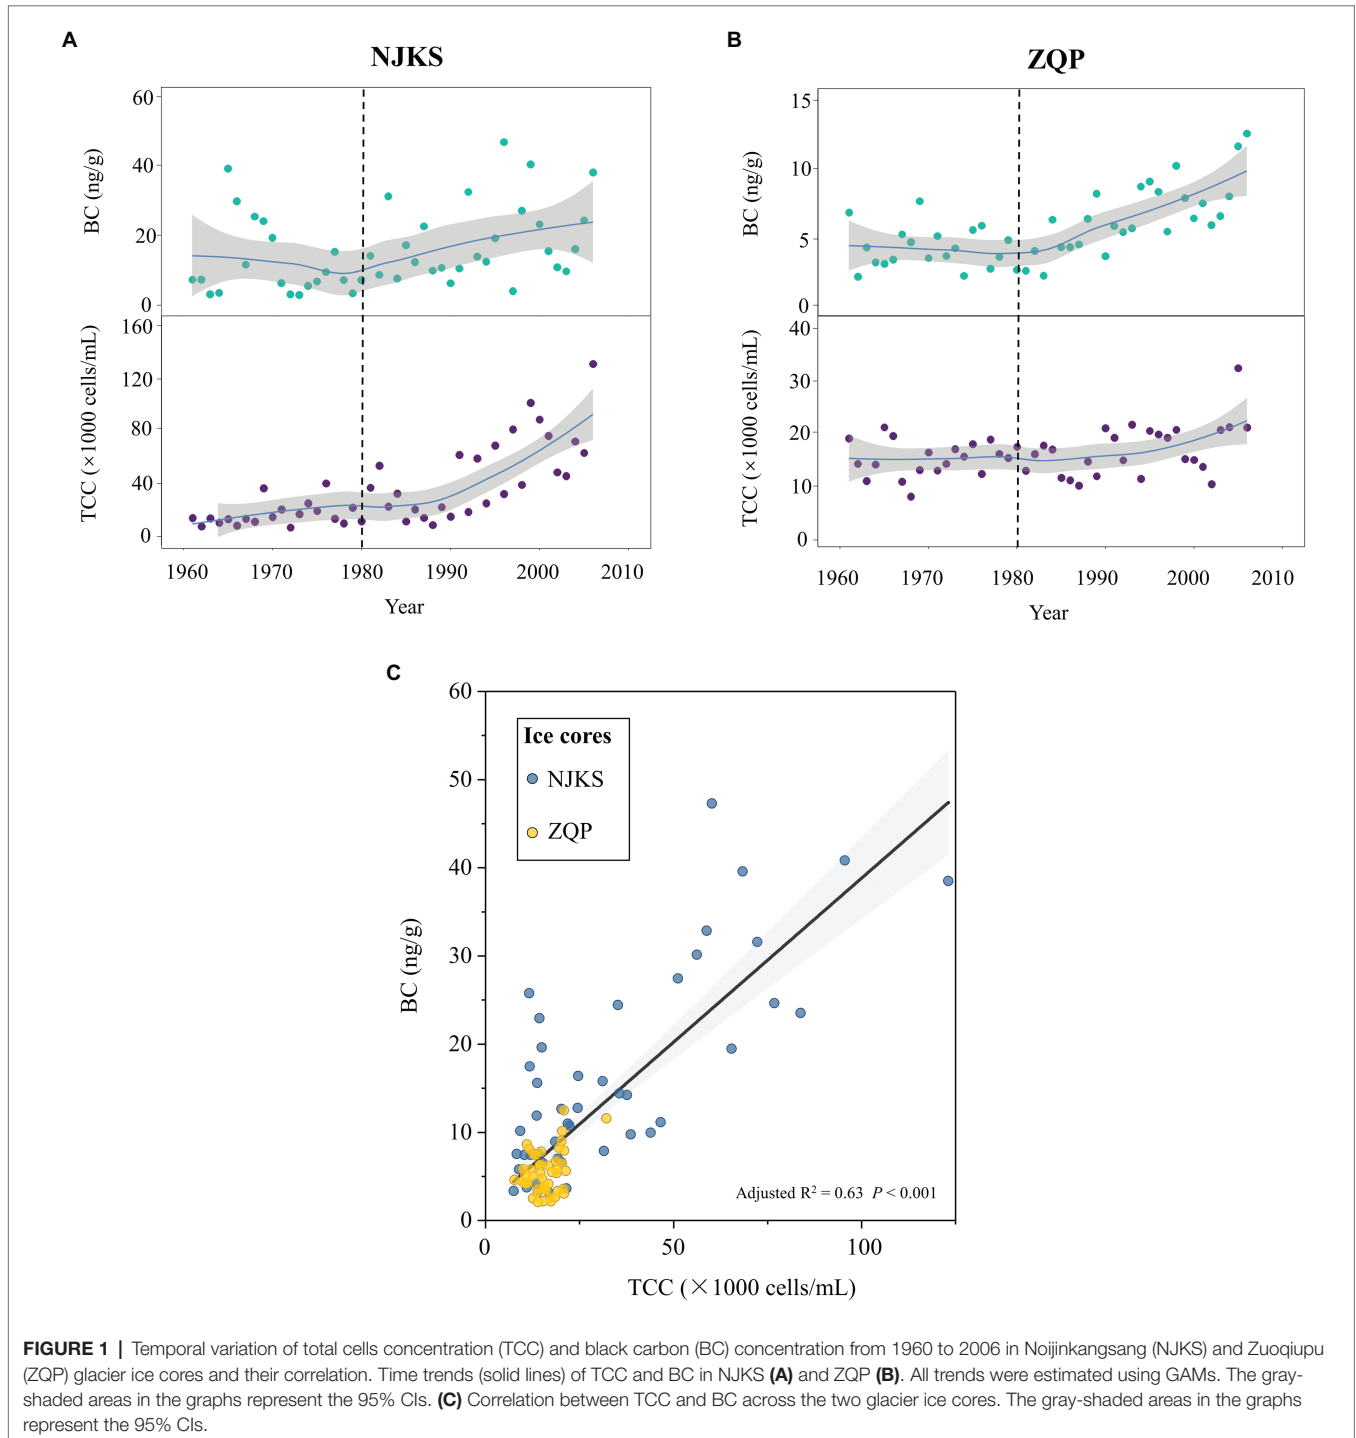 A
NJKS
60
40
20
0
BC (ng/g)
160
120
80
40
0
TCC (×1000 cells/mL)
1960 1970 1980 1990 2000 2010
Year
B
ZQP
15
10
5
0
BC (ng/g)
40
30
20
10
0
TCC (×1000 cells/mL)
1960 1970 1980 1990 2000 2010
Year
C
60
50
40
30
20
10
0
BC (ng/g)
Ice cores
NJKS
ZQP
Adjusted R² = 0.63 P < 0.001
0 50 100
TCC (×1000 cells/mL)
FIGURE 1 | Temporal variation of total cells concentration (TCC) and black carbon (BC) concentration from 1960 to 2006 in Noijinkangsang (NJKS) and Zuoqiupu
(ZQP) glacier ice cores and their correlation. Time trends (solid lines) of TCC and BC in NJKS (A) and ZQP (B). All trends were estimated using GAMs. The gray-
shaded areas in the graphs represent the 95% CIs. (C) Correlation between TCC and BC across the two glacier ice cores. The gray-shaded areas in the graphs
represent the 95% CIs.